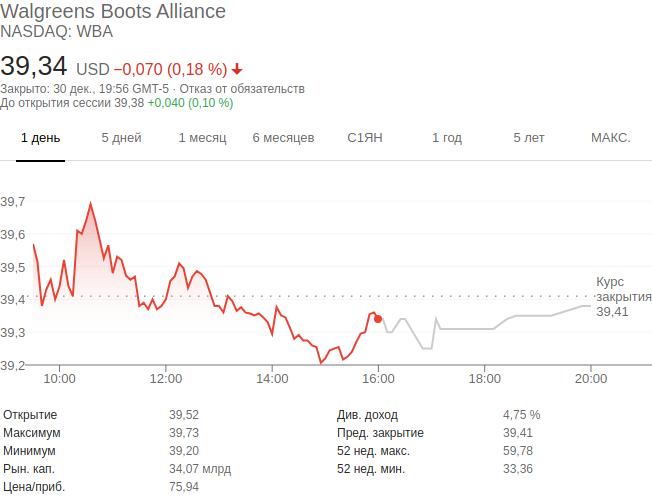 Walgreens Boots Alliance
NASDAQ: WBA
39,34 USD −0,070 (0,18 %)
Закрыто: 30 дек., 19:56 GMT-5 · Отказ от обязательств
До открытия сессии 39,38 +0,040 (0,10 %)
1 день 5 дней 1 месяц 6 месяцев С1ЯН 1 год 5 лет МАКС.
39,7
39,6
39,5
39,4
39,3
39,2
Курс
закрытия
39,41
10:00 12:00 14:00 16:00 18:00 20:00
Открытие 39,52 Див. доход 4,75 %
Максимум 39,73 Пред. закрытие 39,41
Минимум 39,20 52 нед. макс. 59,78
Рын. кап. 34,07 млрд 52 нед. мин. 33,36
Цена/приб. 75,94